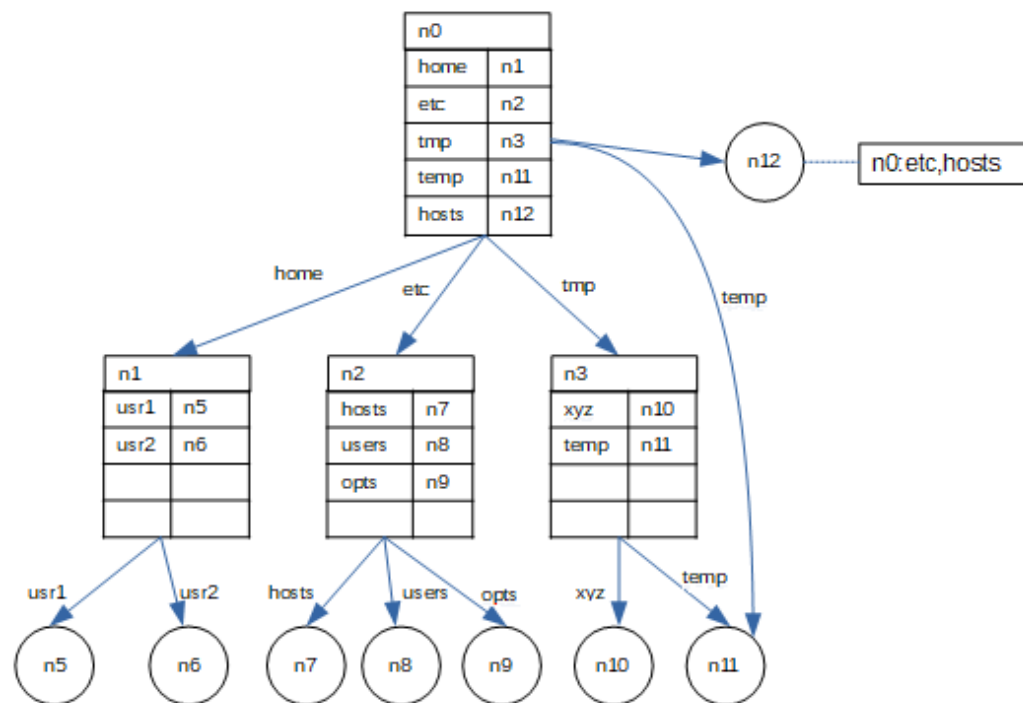 n0
home n1
etc n2
tmp n3
temp n11
hosts n12
n12
n0:etc,hosts
home
etc
tmp
temp
n1
usr1 n5
usr2 n6
n2
hosts n7
users n8
opts n9
n3
xyz n10
temp n11
usr1
usr2
hosts
users
opts
xyz
temp
n5
n6
n7
n8
n9
n10
n11